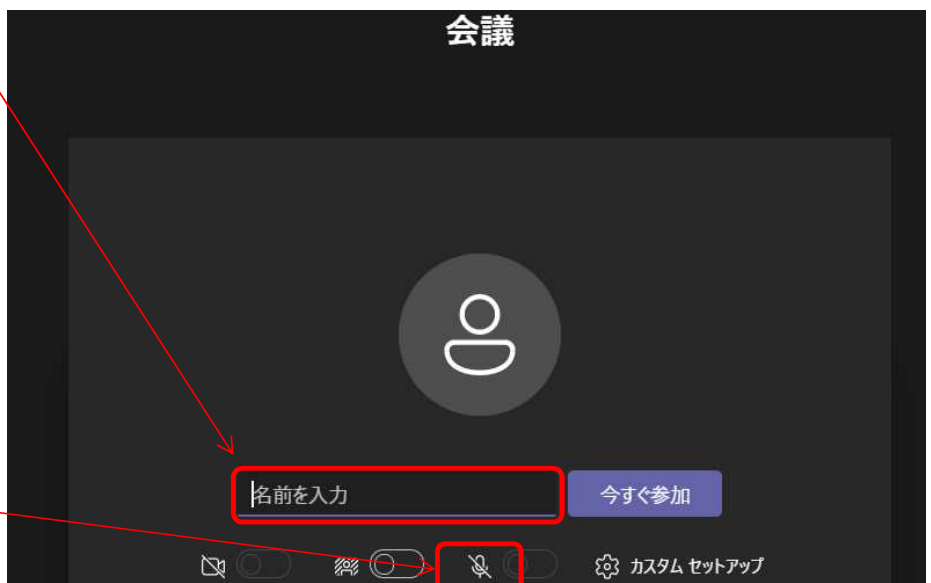 会議
名前を入力
今すぐ参加
カスタム セットアップ